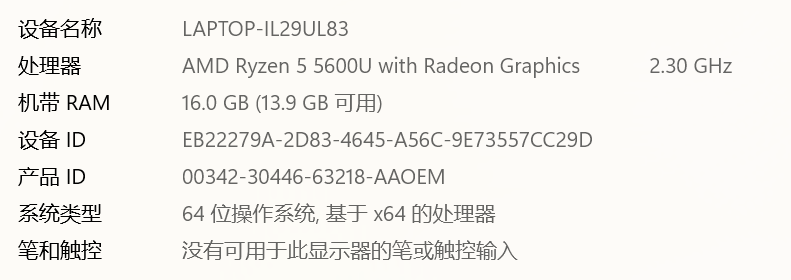 设备名称 LAPTOP-IL29UL83
处理器 AMD Ryzen 5 5600U with Radeon Graphics 2.30 GHz
机带 RAM 16.0 GB (13.9 GB 可用)
设备 ID EB22279A-2D83-4645-A56C-9E73557CC29D
产品 ID 00342-30446-63218-AAOEM
系统类型 64 位操作系统, 基于 x64 的处理器
笔和触控 没有可用于此显示器的笔或触控输入